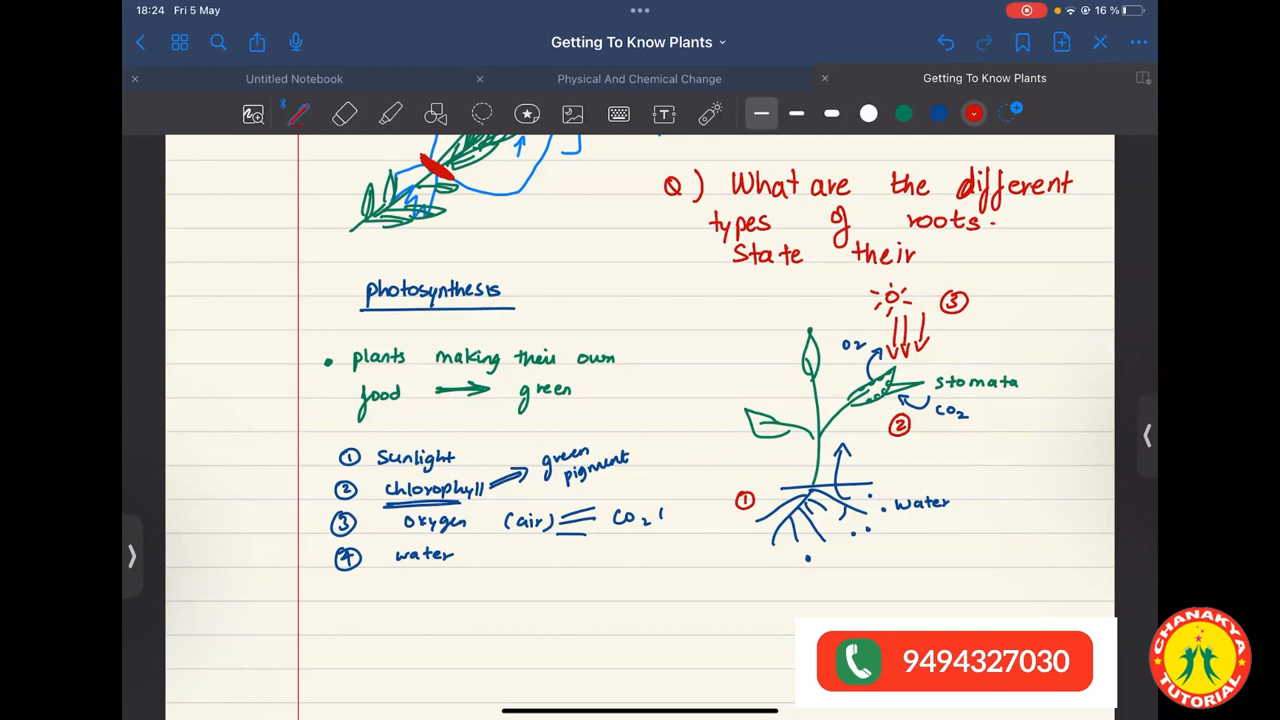 18:24 Fri 5 May
16 %
Getting To Know Plants
Untitled Notebook
Physical And Chemical Change
Getting To Know Plants
Q) What are the different
types of roots.
State their
photosynthesis
• plants making their own
food → green
① Sunlight
② chlorophyll → green pigment
③ oxygen (air) = CO2
④ water
③
O2
stomata
CO2
②
①
water
9494327030
CHANAKYA
TUTORIAL